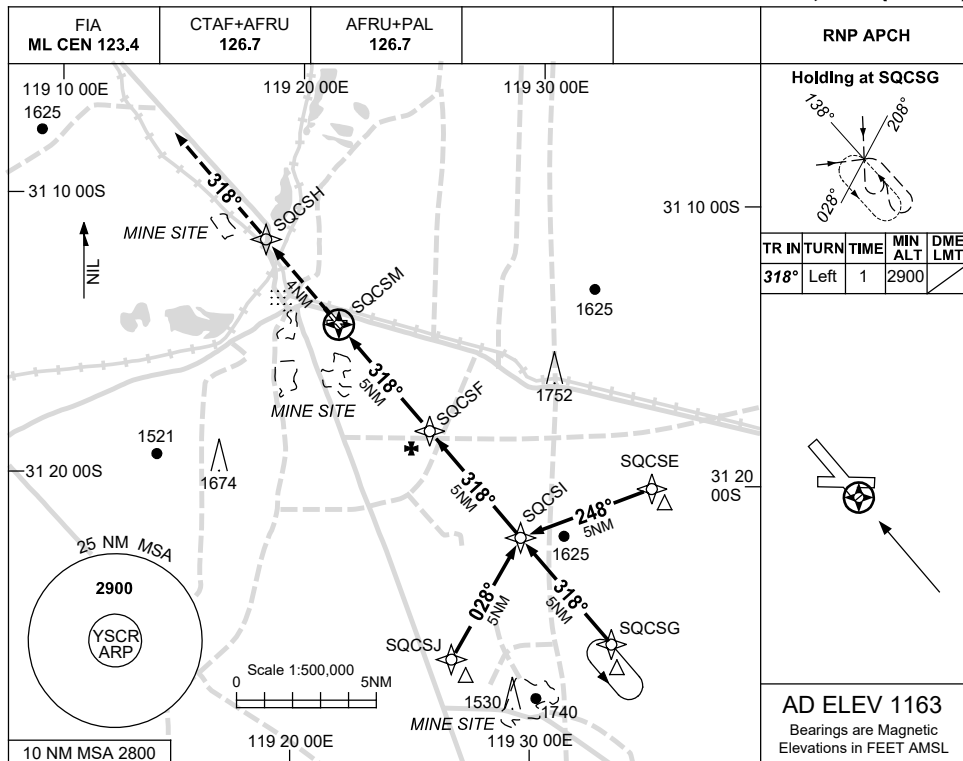 FIA
ML CEN 123.4
CTAF+AFRU
126.7
AFRU+PAL
126.7
RNP APCH
119 10 00E
119 20 00E
119 30 00E
1625
31 10 00S
31 10 00S
NIL
318°
SQCSH
MINE SITE
4NM
SQCSM
1625
318°
5NM
SQCSF
MINE SITE
1752
1521
31 20 00S
1674
318°
5NM
SQCSI
SQCSE
31 20
00S
248°
5NM
1625
25 NM MSA
2900
YSCR
ARP
028°
5NM
318°
5NM
SQCSJ
SQCSG
Scale 1:500,000
0
5NM
1530
1740
MINE SITE
119 20 00E
119 30 00E
10 NM MSA 2800
Holding at SQCSG
138°
208°
028°
TR IN TURN TIME MIN ALT DME LMT
318° Left 1 2900
AD ELEV 1163
Bearings are Magnetic
Elevations in FEET AMSL